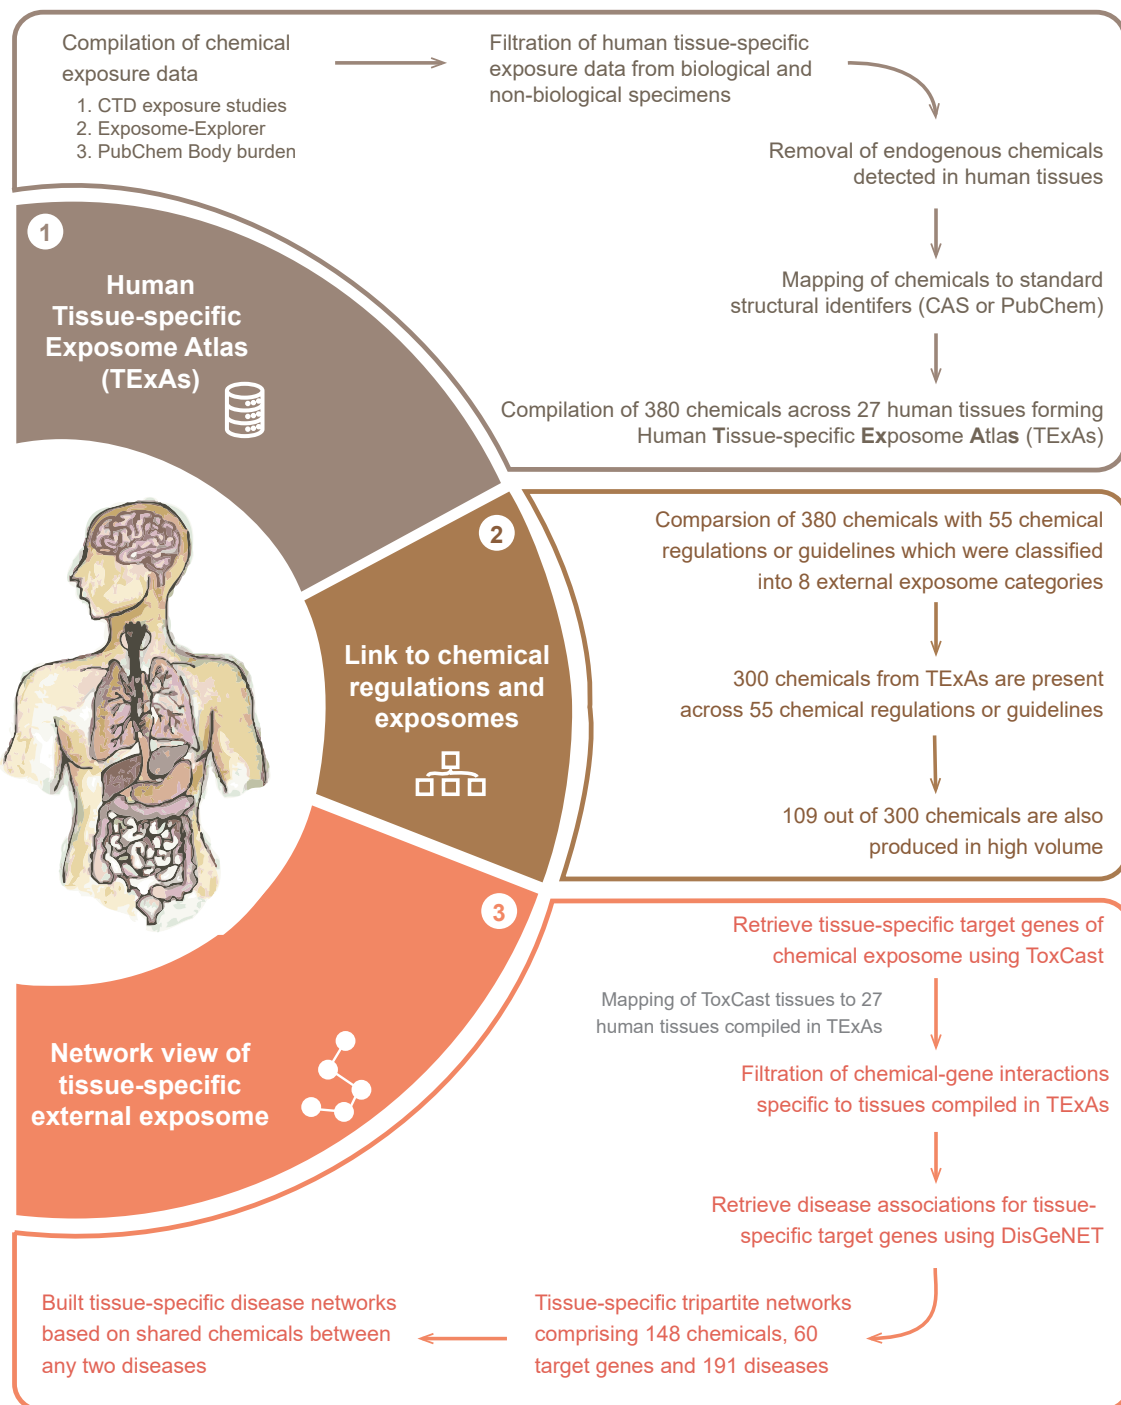 Compilation of chemical
exposure data
1. CTD exposure studies
2. Exposome-Explorer
3. PubChem Body burden
Filtration of human tissue-specific
exposure data from biological and
non-biological specimens
Removal of endogenous chemicals
detected in human tissues
Mapping of chemicals to standard
structural identifers (CAS or PubChem)
Compilation of 380 chemicals across 27 human tissues forming
Human Tissue-specific Exposome Atlas (TExAs)
1
Human
Tissue-specific
Exposome Atlas
(TExAs)
2
Link to chemical
regulations and
exposomes
Comparsion of 380 chemicals with 55 chemical
regulations or guidelines which were classified
into 8 external exposome categories
300 chemicals from TExAs are present
across 55 chemical regulations or guidelines
109 out of 300 chemicals are also
produced in high volume
3
Network view of
tissue-specific
external exposome
Retrieve tissue-specific target genes of
chemical exposome using ToxCast
Mapping of ToxCast tissues to 27
human tissues compiled in TExAs
Filtration of chemical-gene interactions
specific to tissues compiled in TExAs
Retrieve disease associations for tissue-
specific target genes using DisGeNET
Tissue-specific tripartite networks
comprising 148 chemicals, 60
target genes and 191 diseases
Built tissue-specific disease networks
based on shared chemicals between
any two diseases